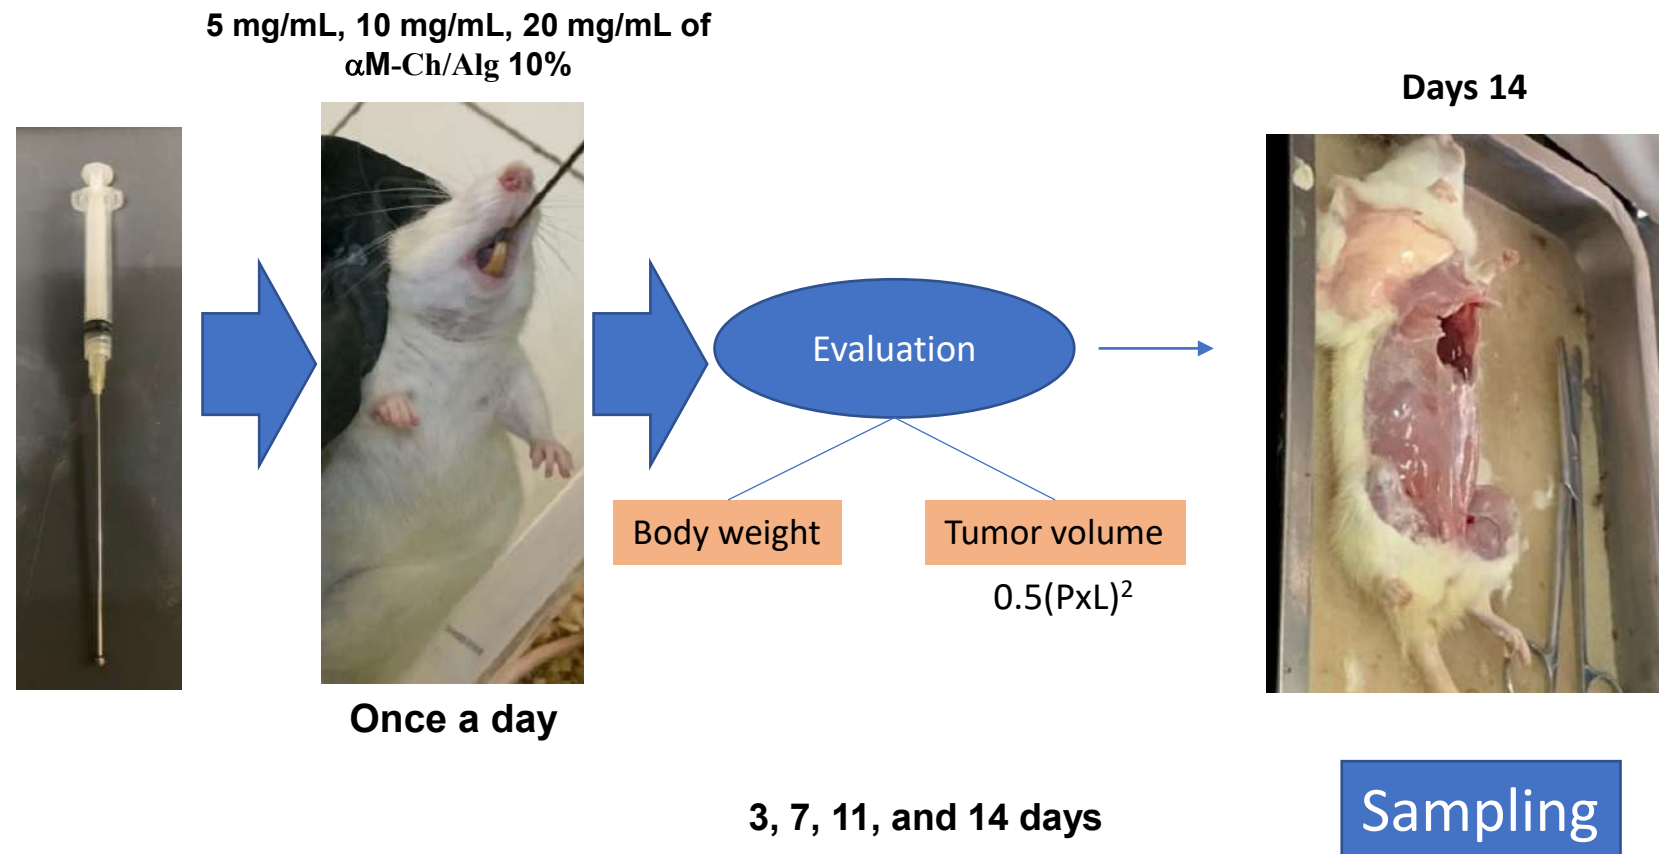 5 mg/mL, 10 mg/mL, 20 mg/mL of
αM-Ch/Alg 10%
Days 14
Evaluation
Body weight
Tumor volume
0.5(PxL)²
Once a day
3, 7, 11, and 14 days
Sampling